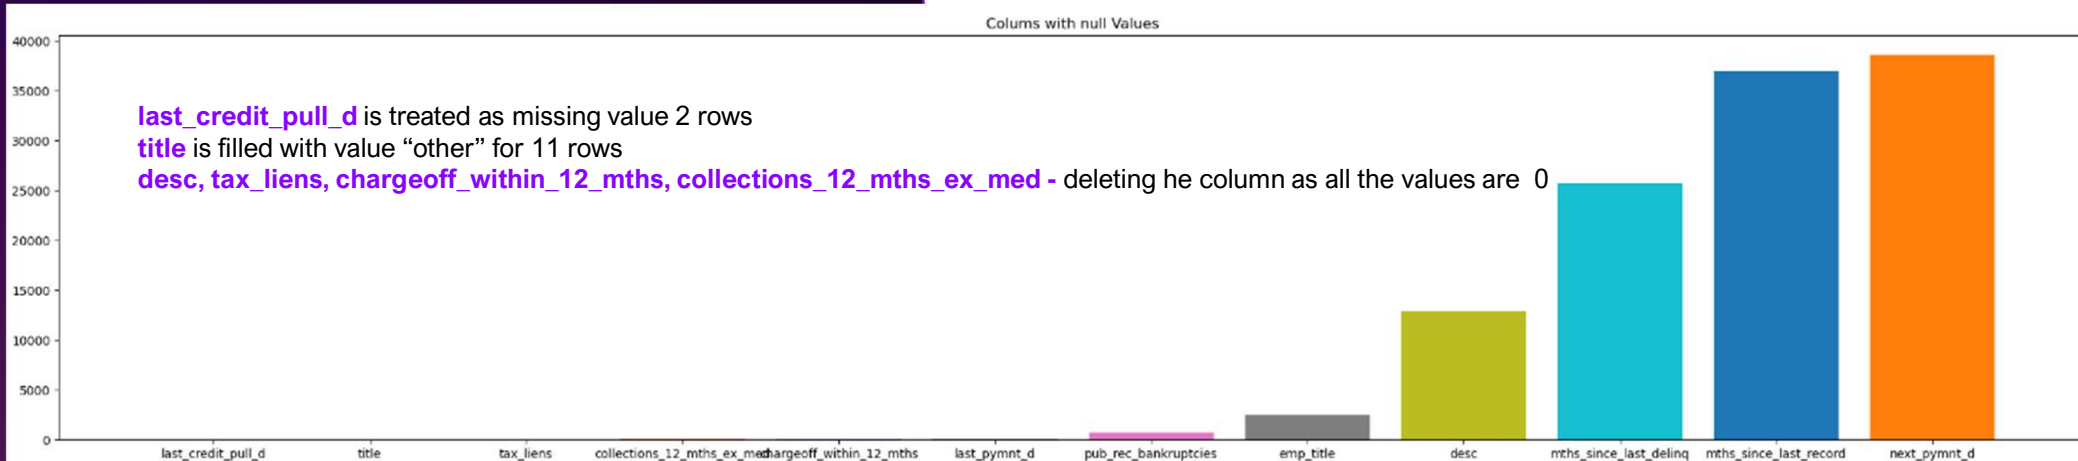 Colums with null Values
40000
35000
30000
25000
20000
15000
10000
5000
0
last_credit_pull_d is treated as missing value 2 rows
title is filled with value “other” for 11 rows
desc, tax_liens, chargeoff_within_12_mths, collections_12_mths_ex_med - deleting he column as all the values are 0
last_credit_pull_d title tax_liens collections_12_mths_ex_med chargeoff_within_12_mths last_pymnt_d pub_rec_bankruptcies emp_title desc mths_since_last_delinq mths_since_last_record next_pymnt_d